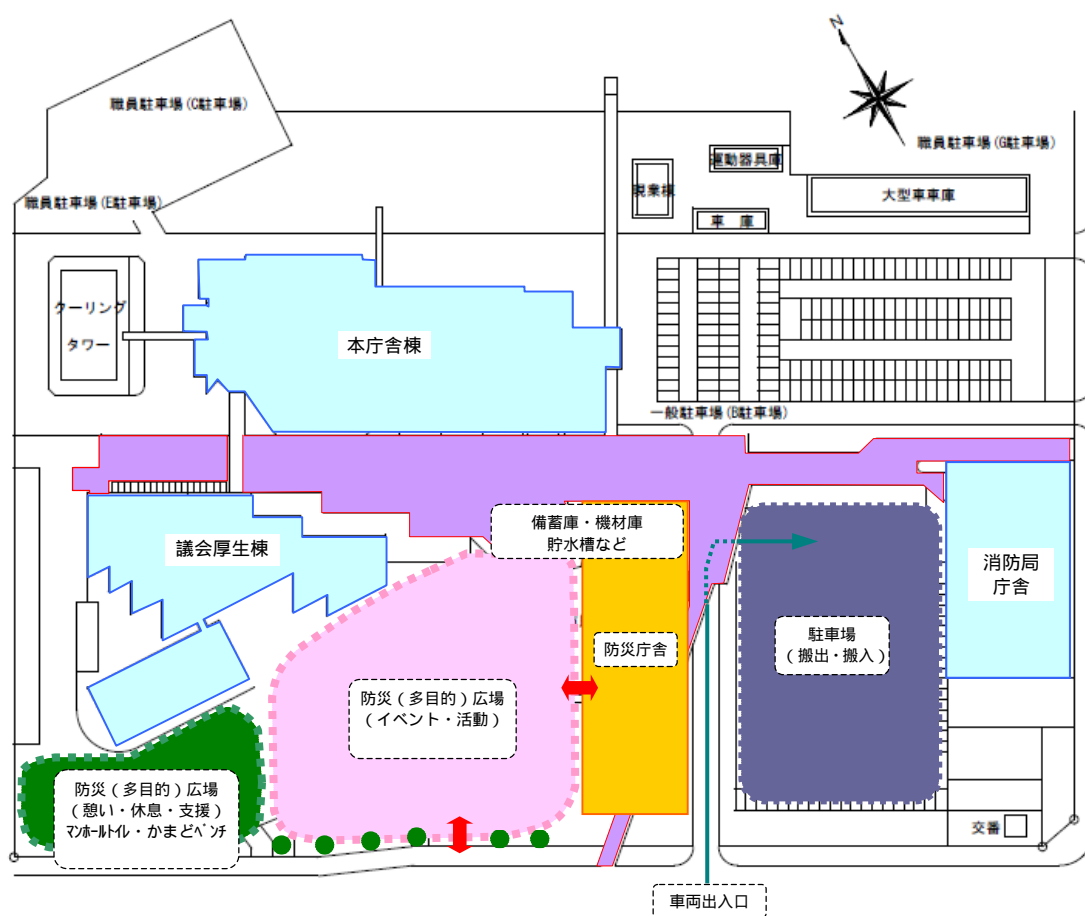 N
職員駐車場(C駐車場)
職員駐車場(G駐車場)
運動器具庫
現業棟
大型車車庫
職員駐車場(E駐車場)
車 庫
クーリング
タワー
本庁舎棟
一般駐車場(B駐車場)
備蓄庫・機材庫
貯水槽など
議会厚生棟
消防局
庁舎
防災庁舎
駐車場
(搬出・搬入)
防災(多目的)広場
(イベント・活動)
防災(多目的)広場
(憩い・休息・支援)
マンホールトイレ・かまどベンチ
交番
車両出入口